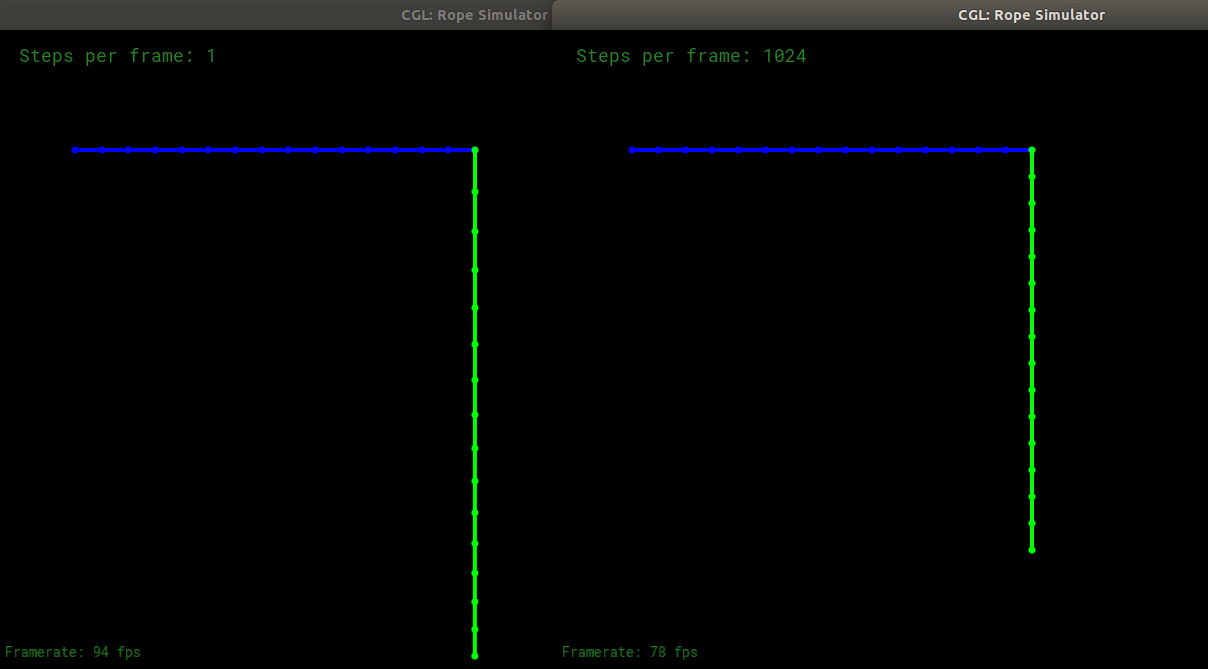 CGL: Rope Simulator
Steps per frame: 1
Framerate: 94 fps
CGL: Rope Simulator
Steps per frame: 1024
Framerate: 78 fps